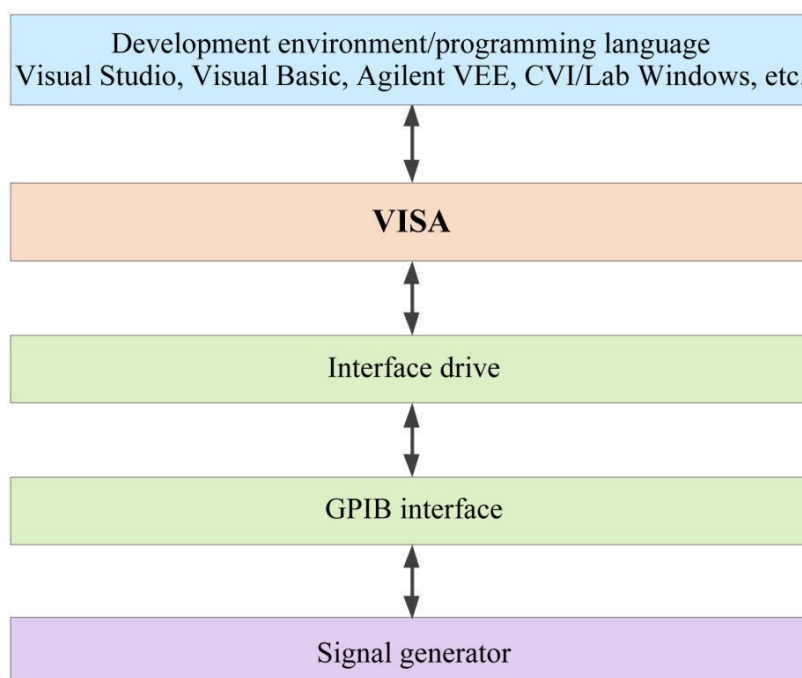 Development environment/programming language
Visual Studio, Visual Basic, Agilent VEE, CVI/Lab Windows, etc.
VISA
Interface drive
GPIB interface
Signal generator